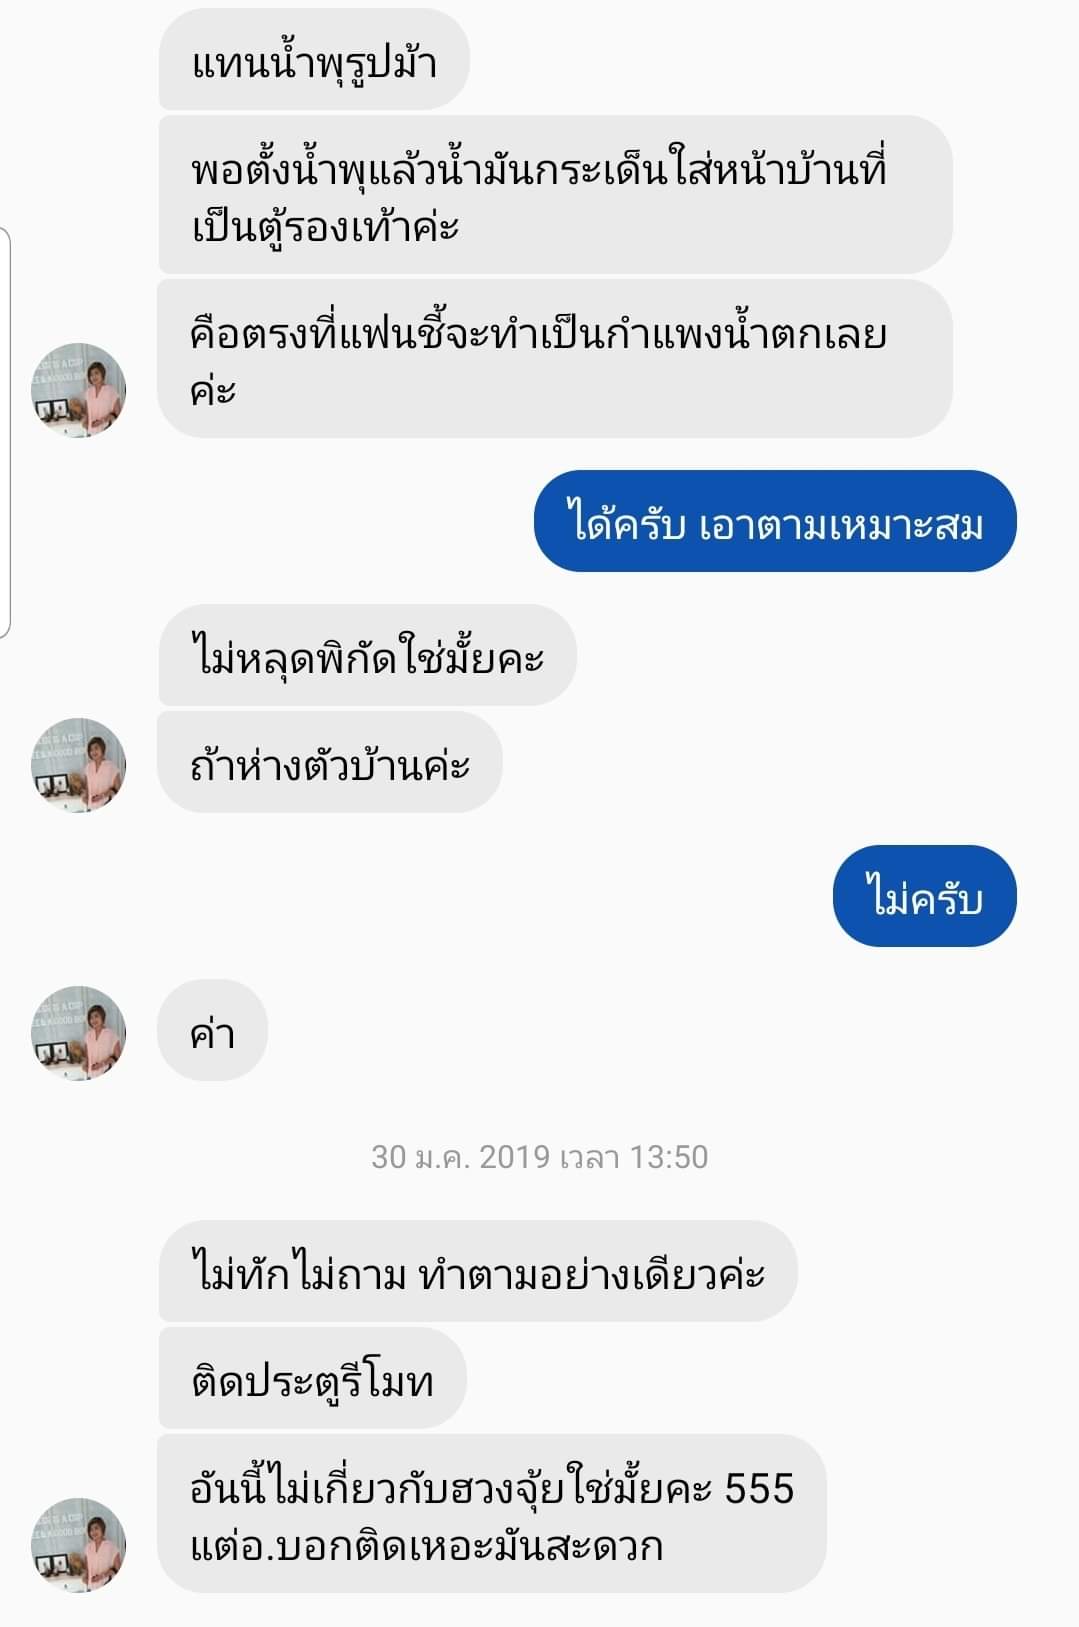 แทนน้ำพุรูปม้า
พอตั้งน้ำพุแล้วน้ำมันกระเด็นใส่หน้าบ้านที่
เป็นตู้รองเท้าค่ะ
คือตรงที่แฟนชี้จะทำเป็นกำแพงน้ำตกเลย
ค่ะ
ได้ครับ เอาตามเหมาะสม
ไม่หลุดพิกัดใช่มั้ยคะ
ถ้าห่างตัวบ้านค่ะ
ไม่ครับ
ค่า
30 ม.ค. 2019 เวลา 13:50
ไม่ทักไม่ถาม ทำตามอย่างเดียวค่ะ
ติดประตูรีโมท
อันนี้ไม่เกี่ยวกับฮวงจุ้ยใช่มั้ยคะ 555
แต่อ.บอกติดเหอะมันสะดวก